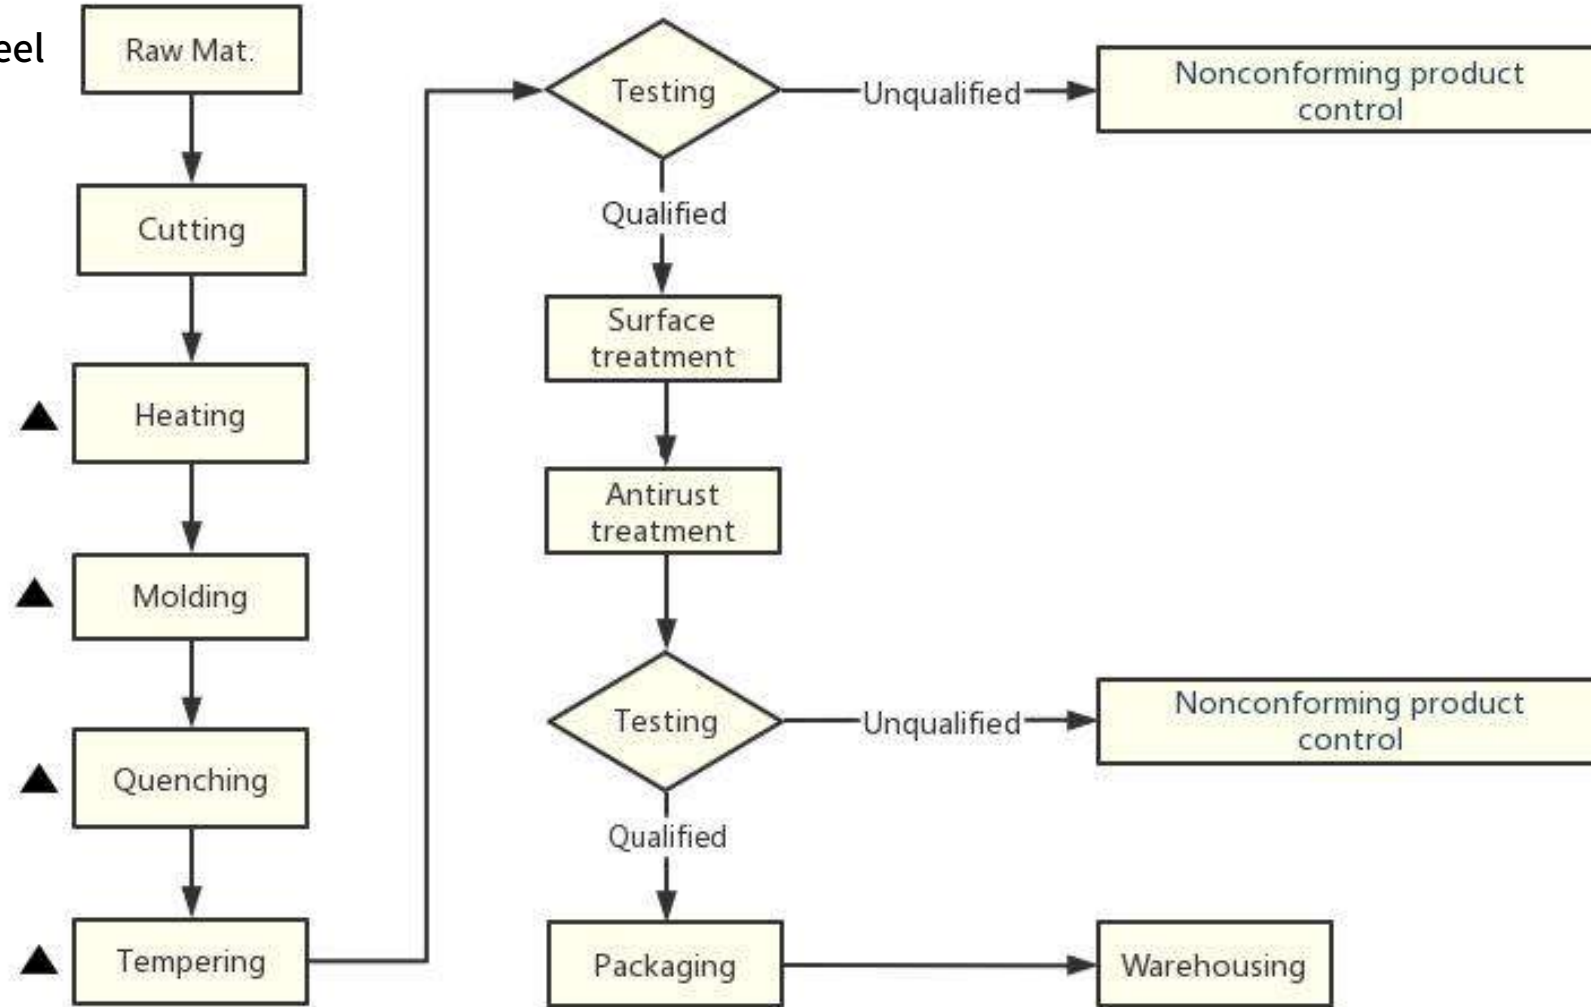 eel
Raw Mat.
Cutting
Heating
Molding
Quenching
Tempering
Testing
Unqualified
Nonconforming product
control
Qualified
Surface
treatment
Antirust
treatment
Testing
Unqualified
Nonconforming product
control
Qualified
Packaging
Warehousing